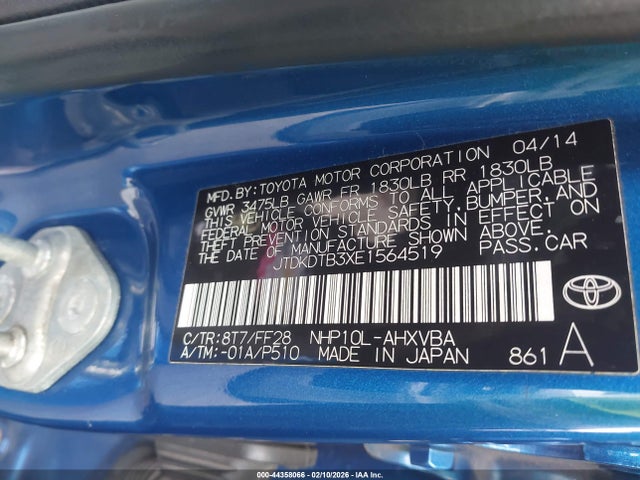 MFD. BY: TOYOTA MOTOR CORPORATION 04/14
GVWR 3475LB GAWR FR 1830LB RR 1830LB
THIS VEHICLE CONFORMS TO ALL APPLICABLE
FEDERAL MOTOR VEHICLE SAFETY, BUMPER, AND
THEFT PREVENTION STANDARDS IN EFFECT ON
THE DATE OF MANUFACTURE SHOWN ABOVE.
JTDKDTB3XE1564519 PASS.CAR
C/TR: 8T7/FF28 NHP10L-AHXVBA
A/TM: -01A/P510 MADE IN JAPAN 861 A
000-44358066 — 02/10/2026 — IAA Inc.